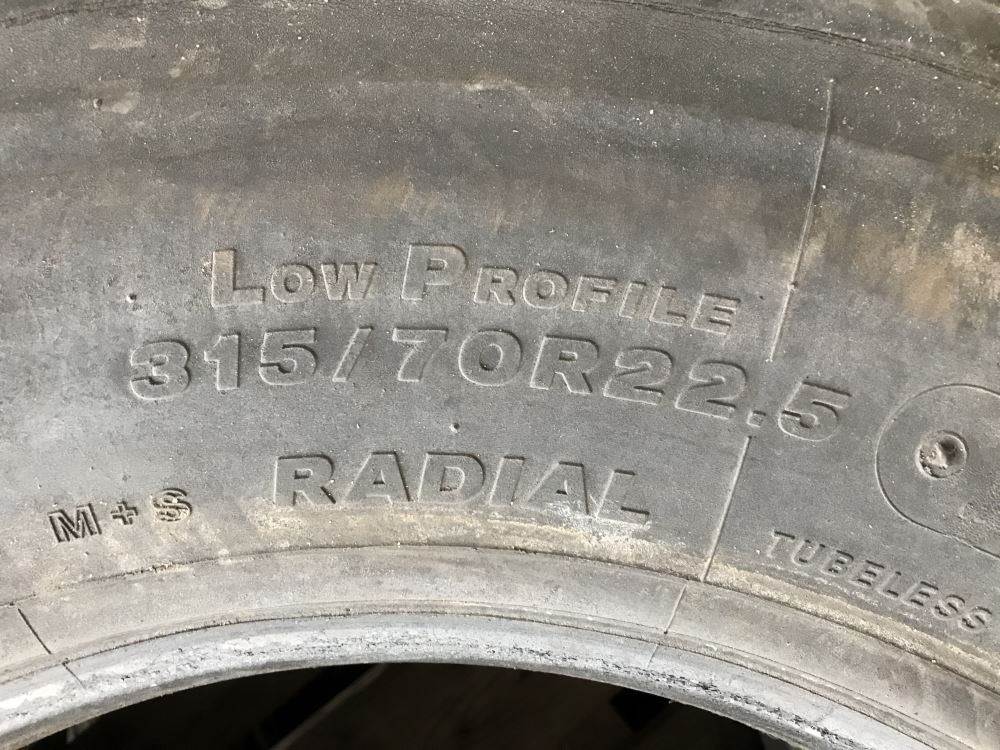 LOW PROFILE
315/70R22.5
RADIAL
M+S
TUBELESS